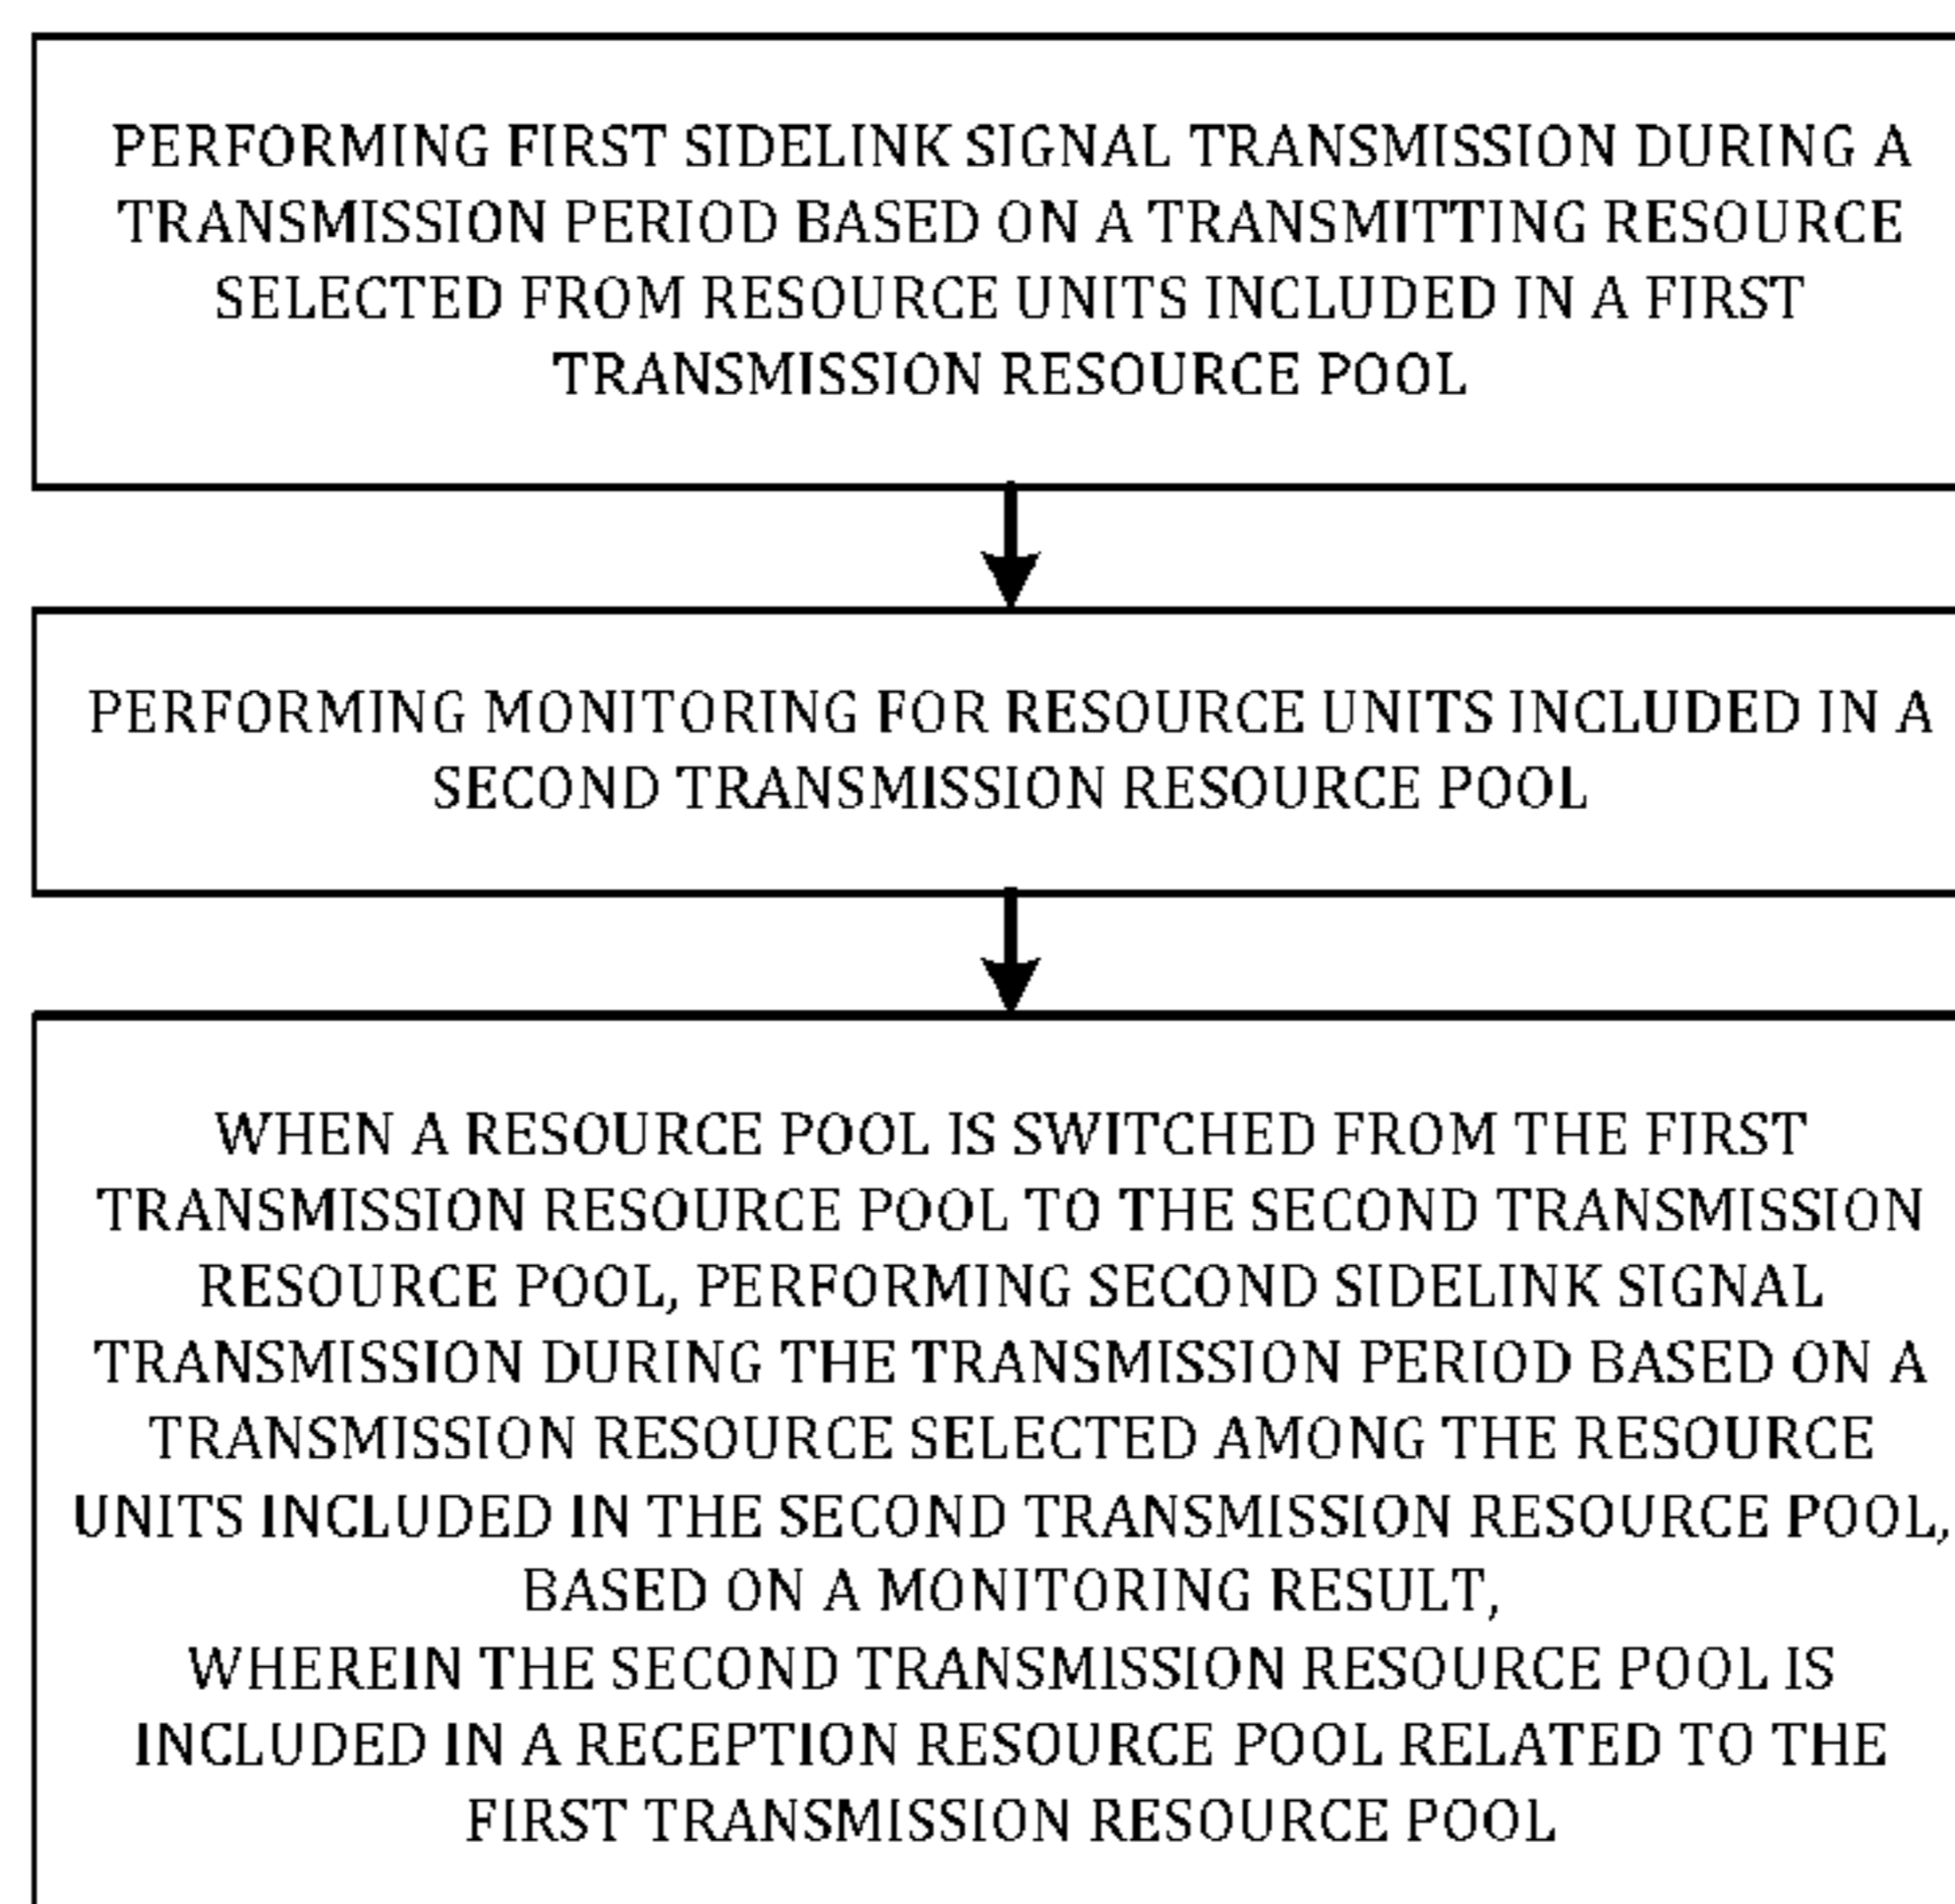 PERFORMING FIRST SIDELINK SIGNAL TRANSMISSION DURING A
TRANSMISSION PERIOD BASED ON A TRANSMITTING RESOURCE
SELECTED FROM RESOURCE UNITS INCLUDED IN A FIRST
TRANSMISSION RESOURCE POOL
PERFORMING MONITORING FOR RESOURCE UNITS INCLUDED IN A
SECOND TRANSMISSION RESOURCE POOL
WHEN A RESOURCE POOL IS SWITCHED FROM THE FIRST
TRANSMISSION RESOURCE POOL TO THE SECOND TRANSMISSION
RESOURCE POOL, PERFORMING SECOND SIDELINK SIGNAL
TRANSMISSION DURING THE TRANSMISSION PERIOD BASED ON A
TRANSMISSION RESOURCE SELECTED AMONG THE RESOURCE
UNITS INCLUDED IN THE SECOND TRANSMISSION RESOURCE POOL,
BASED ON A MONITORING RESULT,
WHEREIN THE SECOND TRANSMISSION RESOURCE POOL IS
INCLUDED IN A RECEPTION RESOURCE POOL RELATED TO THE
FIRST TRANSMISSION RESOURCE POOL